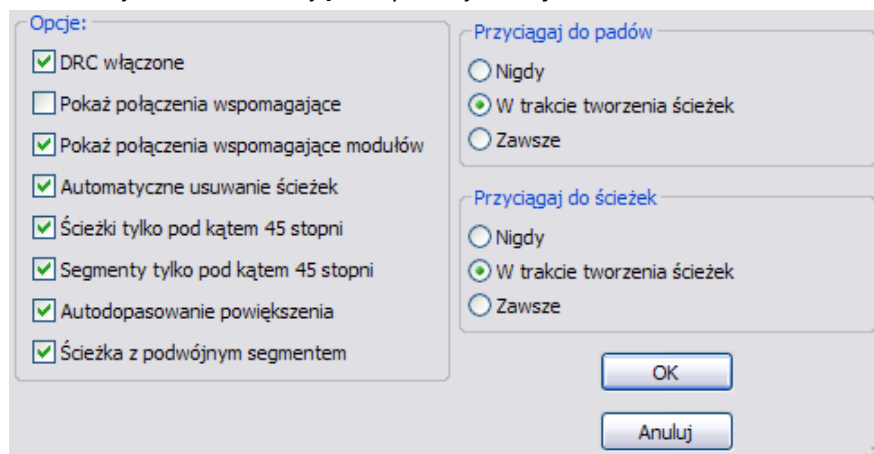 Opcje:
DRC włączone
Pokaż połączenia wspomagające
Pokaż połączenia wspomagające modułów
Automatyczne usuwanie ścieżek
Ścieżki tylko pod kątem 45 stopni
Segmenty tylko pod kątem 45 stopni
Autodopasowanie powiększenia
Ścieżka z podwójnym segmentem
Przyciągaj do padów
Nigdy
W trakcie tworzenia ścieżek
Zawsze
Przyciągaj do ścieżek
Nigdy
W trakcie tworzenia ścieżek
Zawsze
OK
Anuluj